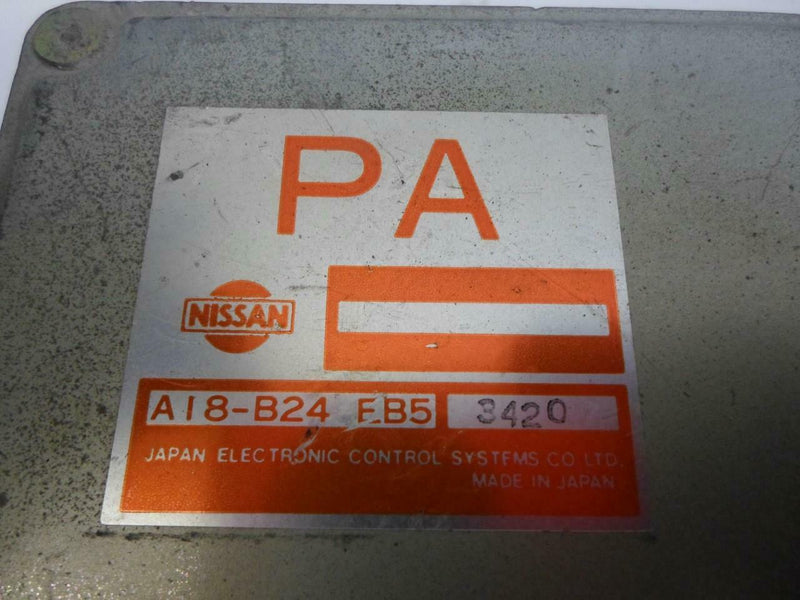 PA
NISSAN
A18-B24 EB5 3420
JAPAN ELECTRONIC CONTROL SYSTEMS CO LTD.
MADE IN JAPAN